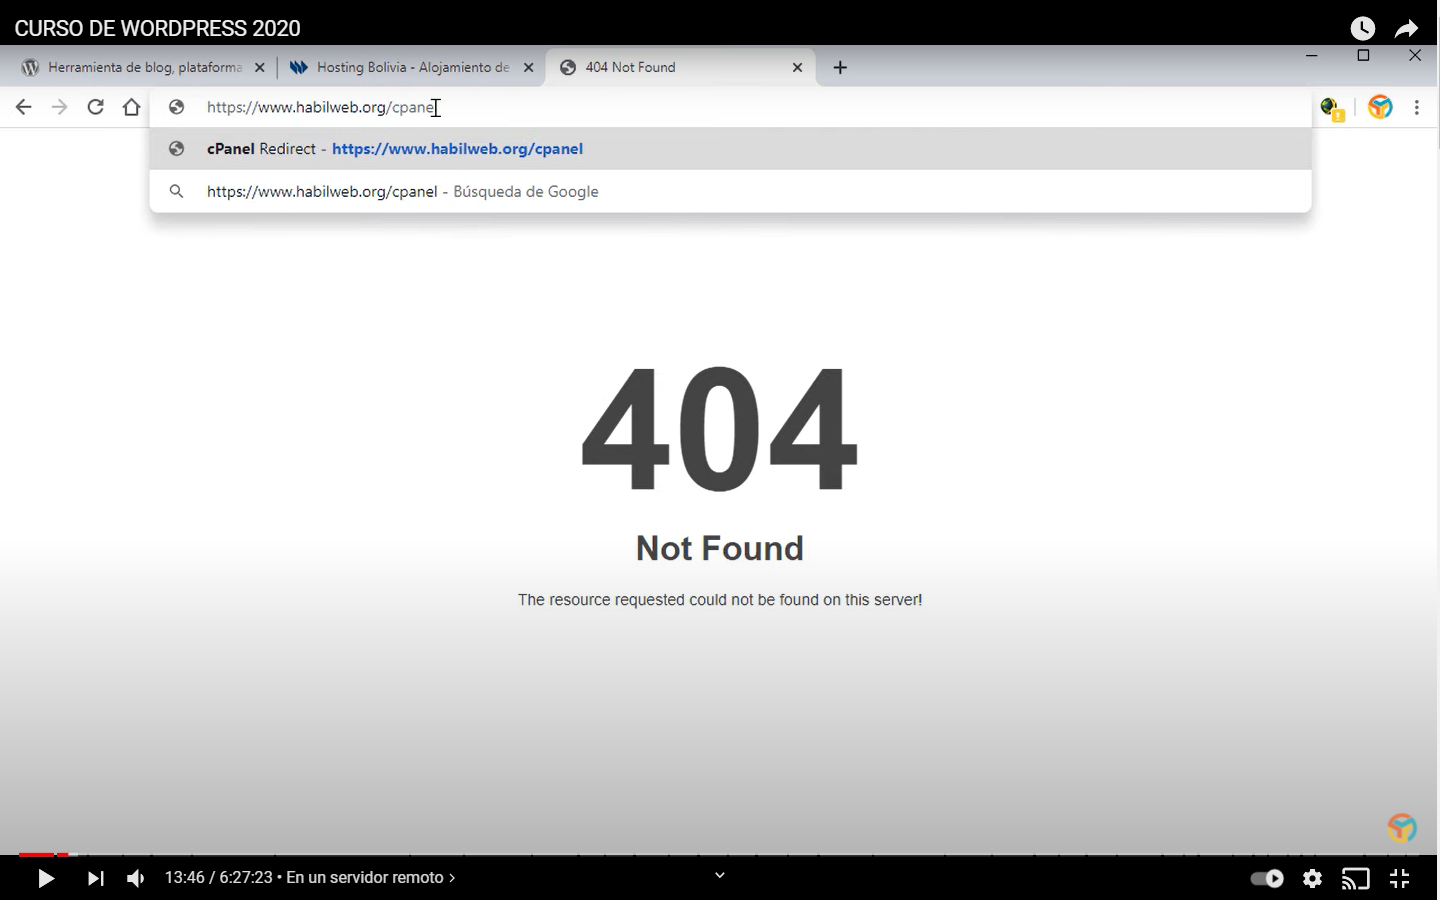 CURSO DE WORDPRESS 2020
Herramienta de blog, plataforma
Hosting Bolivia - Alojamiento de
404 Not Found
https://www.habilweb.org/cpane
cPanel Redirect - https://www.habilweb.org/cpanel
https://www.habilweb.org/cpanel - Búsqueda de Google
404
Not Found
The resource requested could not be found on this server!
13:46 / 6:27:23 • En un servidor remoto >